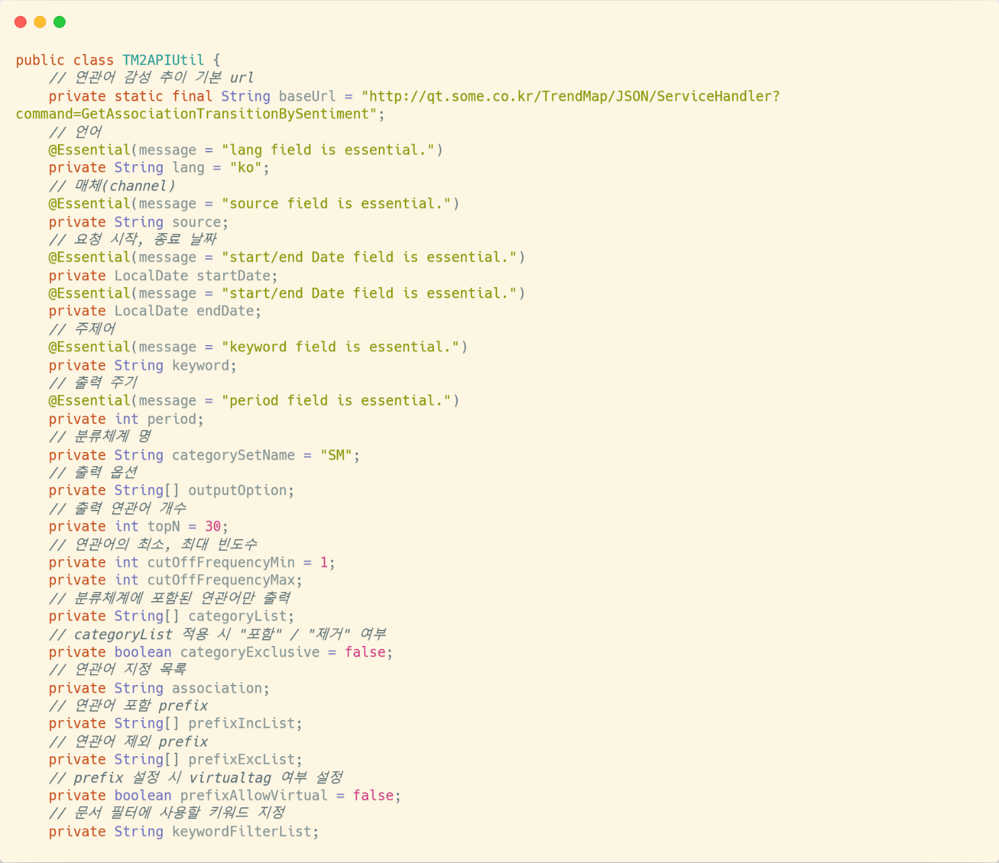 public class TM2APIUtil {
    // 연관어 감성 추이 기본 url
    private static final String baseUrl = "http://qt.some.co.kr/TrendMap/JSON/ServiceHandler?
command=GetAssociationTransitionBySentiment";
    // 언어
    @Essential(message = "lang field is essential.")
    private String lang = "ko";
    // 매체(channel)
    @Essential(message = "source field is essential.")
    private String source;
    // 요청 시작, 종료 날짜
    @Essential(message = "start/end Date field is essential.")
    private LocalDate startDate;
    @Essential(message = "start/end Date field is essential.")
    private LocalDate endDate;
    // 주제어
    @Essential(message = "keyword field is essential.")
    private String keyword;
    // 출력 주기
    @Essential(message = "period field is essential.")
    private int period;
    // 분류체계 명
    private String categorySetName = "SM";
    // 출력 옵션
    private String[] outputOption;
    // 출력 연관어 개수
    private int topN = 30;
    // 연관어의 최소, 최대 빈도수
    private int cutOffFrequencyMin = 1;
    private int cutOffFrequencyMax;
    // 분류체계에 포함된 연관어만 출력
    private String[] categoryList;
    // categoryList 적용 시 "포함" / "제거" 여부
    private boolean categoryExclusive = false;
    // 연관어 지정 목록
    private String association;
    // 연관어 포함 prefix
    private String[] prefixIncList;
    // 연관어 제외 prefix
    private String[] prefixExcList;
    // prefix 설정 시 virtualtag 여부 설정
    private boolean prefixAllowVirtual = false;
    // 문서 필터에 사용할 키워드 지정
    private String keywordFilterList;